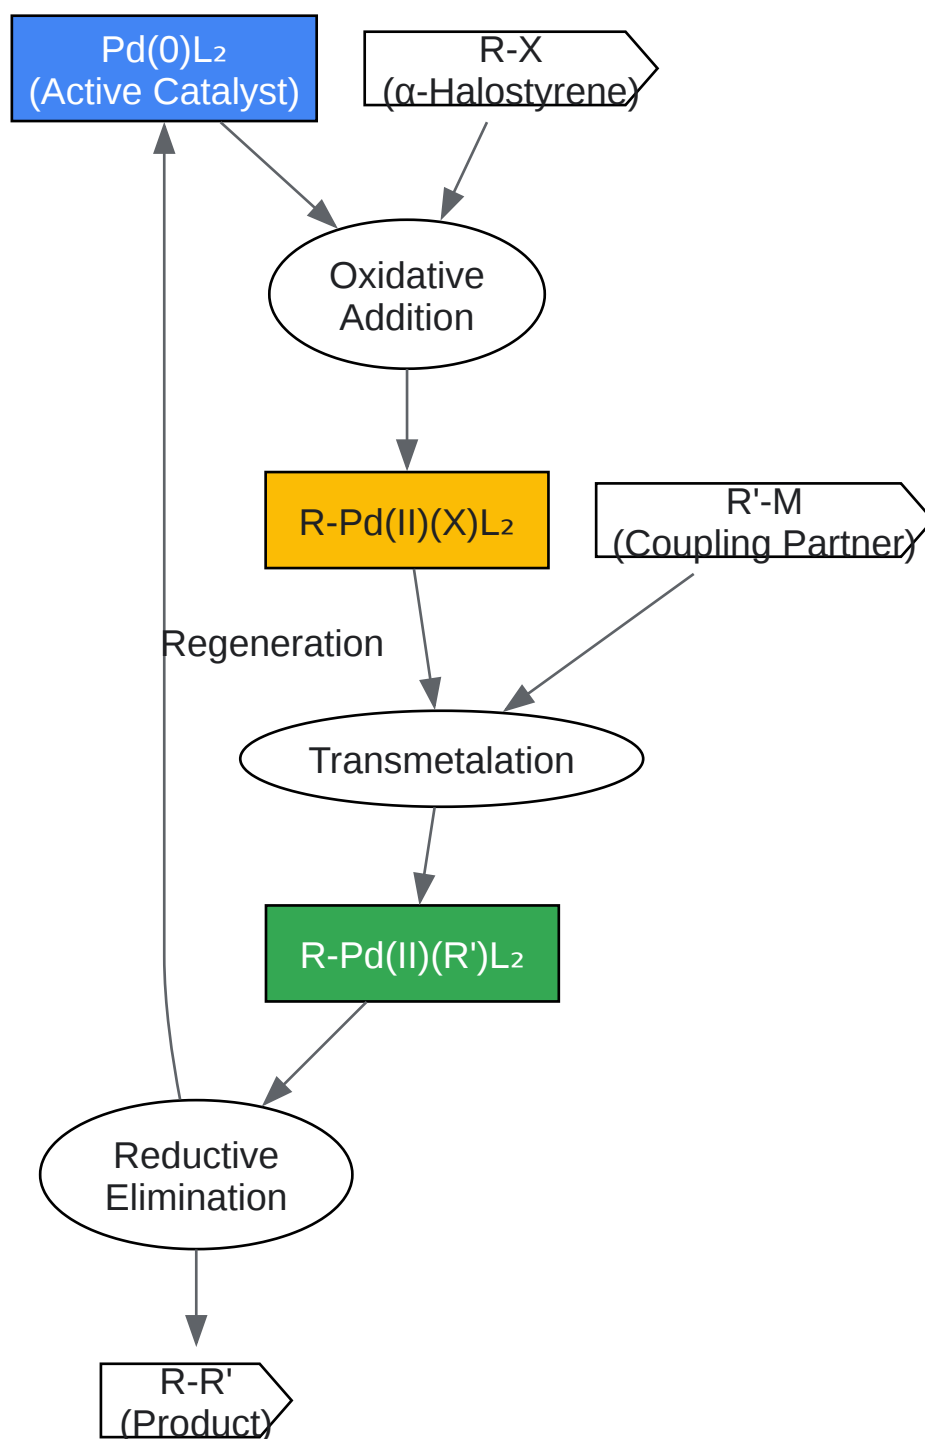 Pd(0)L₂
(Active Catalyst)
R-X
(α-Halostyrene)
Oxidative
Addition
R-Pd(II)(X)L₂
R'-M
(Coupling Partner)
Regeneration
Transmetalation
R-Pd(II)(R')L₂
Reductive
Elimination
R-R'
(Product)